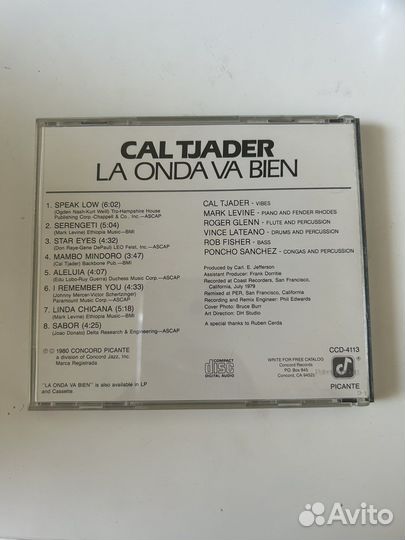 CAL TJADER
LA ONDA VA BIEN
1. SPEAK LOW (6:02)
(Ogden Nash-Kurt Weill) Tro-Hampshire House
Publishing Corp. Chappell & Co., Inc.—ASCAP
2. SERENGETI (5:04)
(Mark Levine) Ethiopia Music—BMI
3. STAR EYES (4:32)
(Don Raye-Gene DePaul) LEO Feist, Inc.—ASCAP
4. MAMBO MINDORO (3:47)
(Cal Tjader) Backbone Pub.—BMI
5. ALELUIA (4:07)
(Edu Lobo-Ruy Guerra) Duchess Music Corp.—ASCAP
6. I REMEMBER YOU (4:33)
(Johnny Mercer-Victor Schertzinger)
Paramount Music Corp.—ASCAP
7. LINDA CHICANA (5:18)
(Mark Levine) Ethiopia Music—BMI
8. SABOR (4:25)
(Joao Donato) Delta Research & Engineering—ASCAP
℗ © 1980 CONCORD PICANTE
a division of Concord Jazz, Inc.
Marca Registrada
"LA ONDA VA BIEN" is also available in LP
and Cassette.
CAL TJADER - VIBES
MARK LEVINE - PIANO AND FENDER RHODES
ROGER GLENN - FLUTE AND PERCUSSION
VINCE LATEANO - DRUMS AND PERCUSSION
ROB FISHER - BASS
PONCHO SANCHEZ - CONGAS AND PERCUSSION
Produced by Carl. E. Jefferson
Assistant Producer: Frank Dorritie
Recorded at Coast Recorders, San Francisco,
California, July 1979
Remixed at PER, San Francisco, California
Recording and Remix Engineer: Phil Edwards
Cover Photo: Bruce Burr
Art Direction: DH Studio
A special thanks to Ruben Cerda
COMPACT
disc
DIGITAL AUDIO
WRITE FOR FREE CATALOG
Concord Records
P.O. Box 845
Concord, CA 94522
CCD-4113
PICANTE
Avito